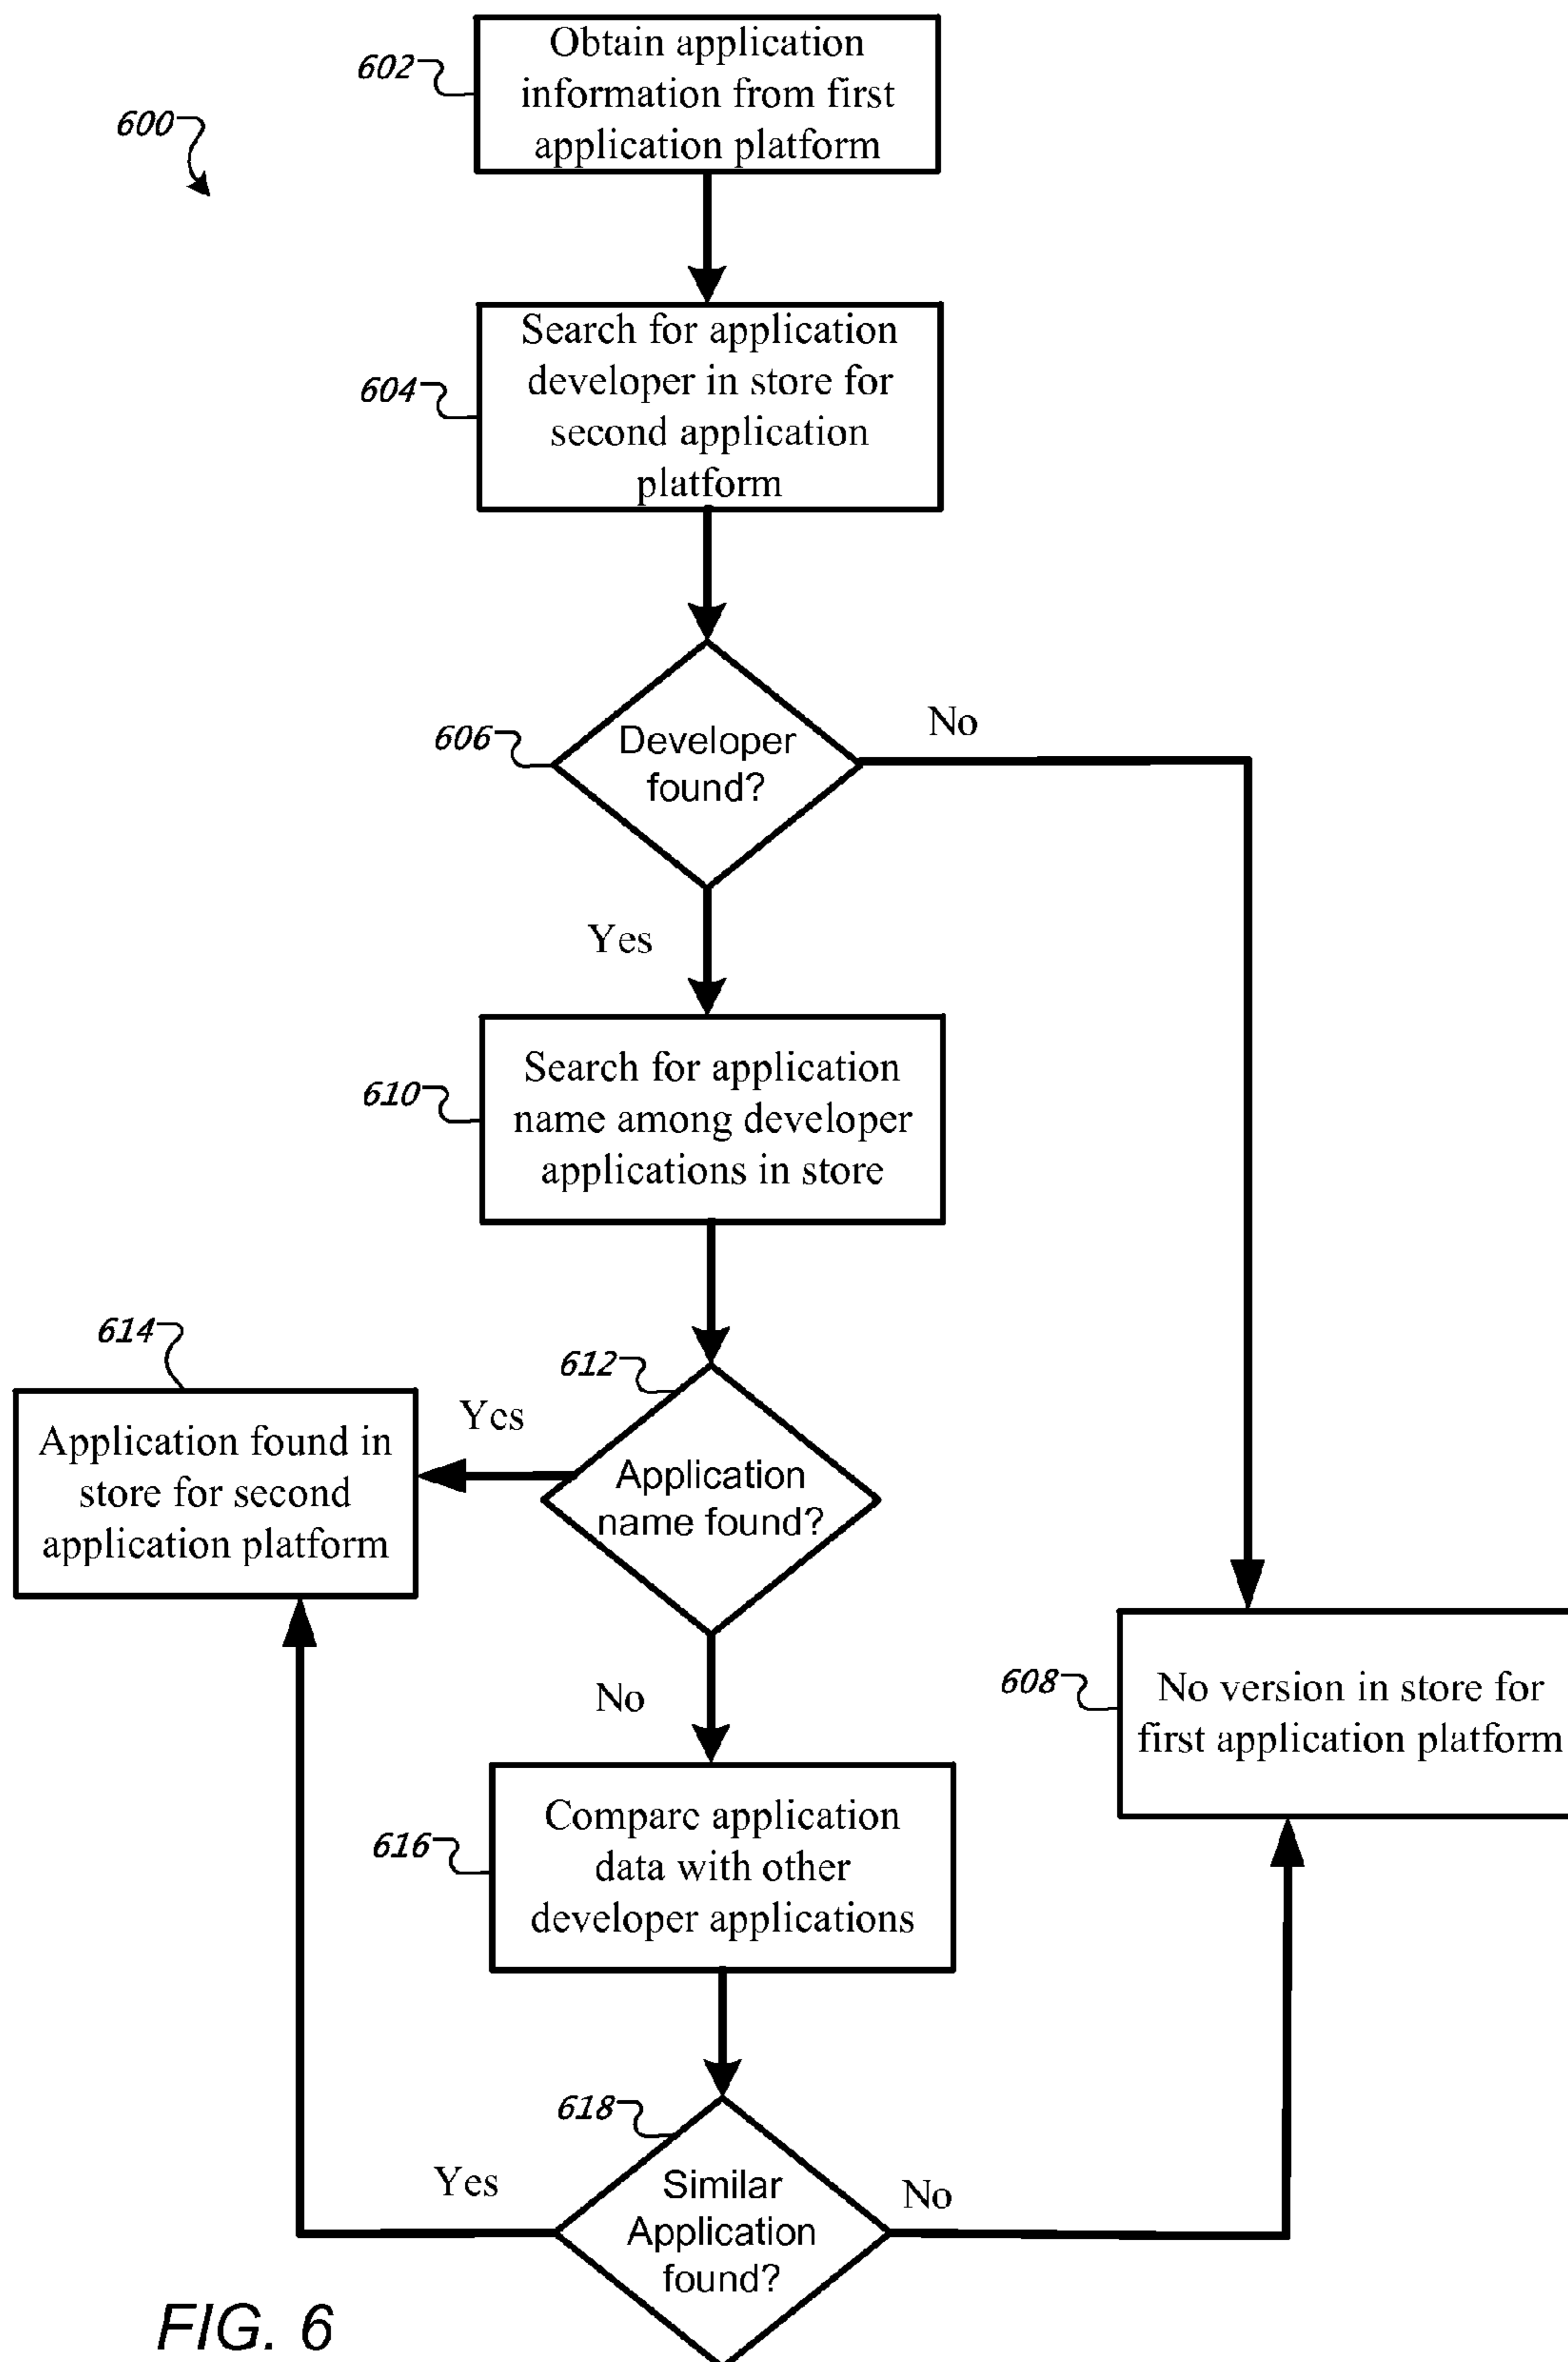 602
Obtain application
information from first
application platform
600
604
Search for application
developer in store for
second application
platform
606
Developer
found?
No
Yes
610
Search for application
name among developer
applications in store
614
Application found in
store for second
application platform
612
Yes
Application
name found?
No
608
No version in store for
first application platform
616
Compare application
data with other
developer applications
618
Yes
Similar
Application
found?
No
FIG. 6